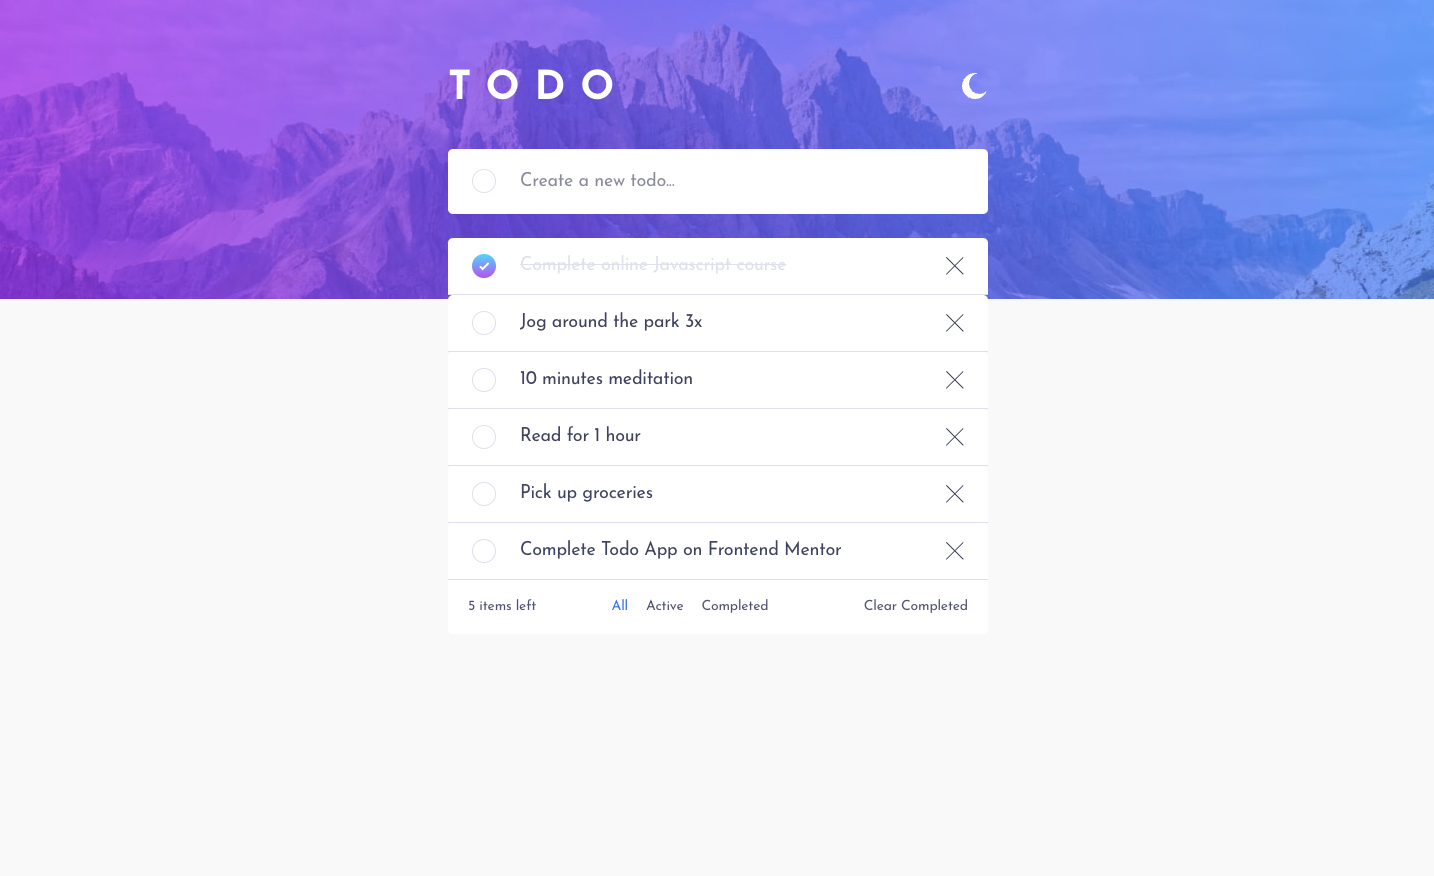 TODO
Create a new todo...
Complete online Javascript course
Jog around the park 3x
10 minutes meditation
Read for 1 hour
Pick up groceries
Complete Todo App on Frontend Mentor
5 items left All Active Completed Clear Completed